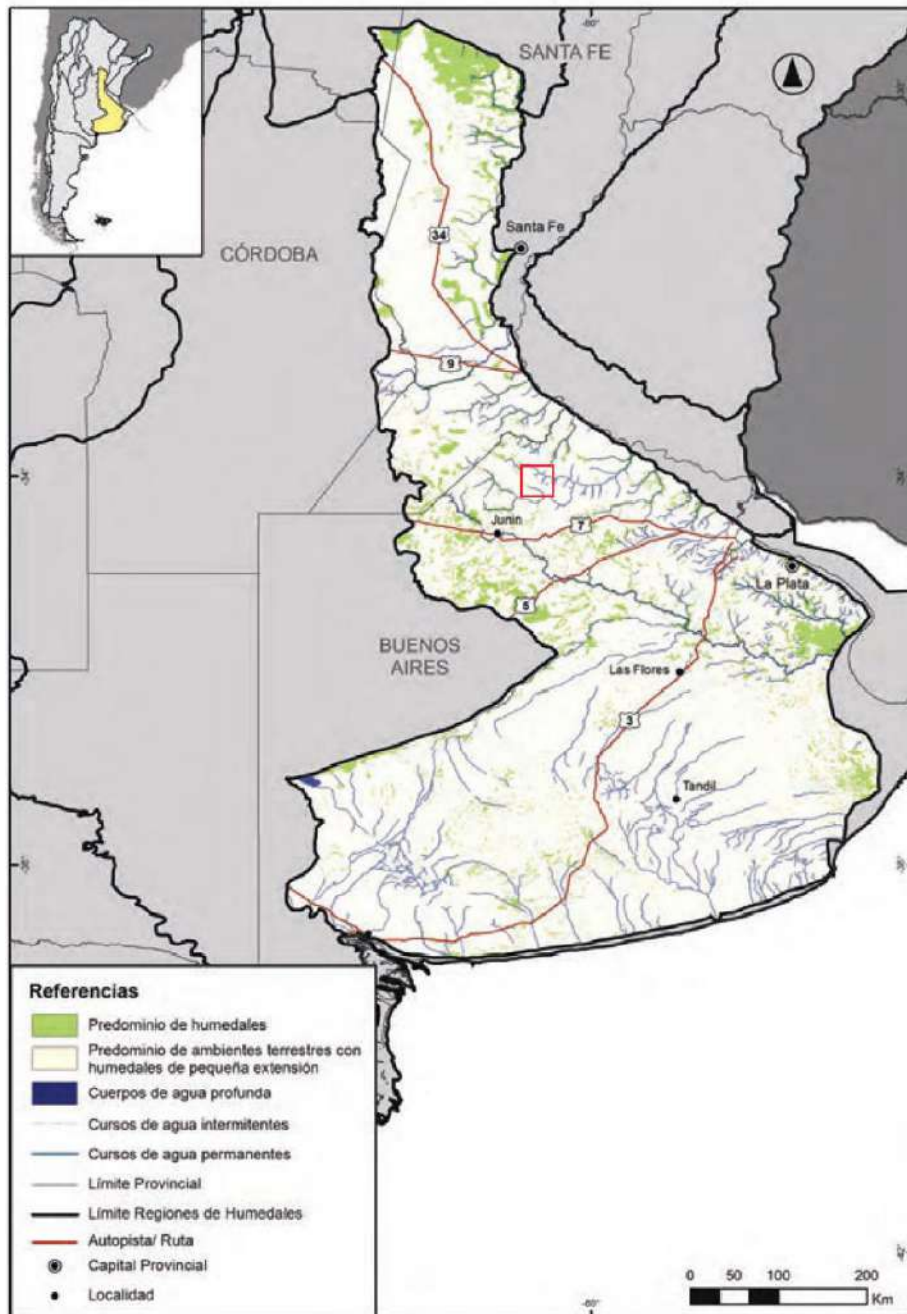 -60°
SANTA FE
Santa Fe
CÓRDOBA
34
9
Junin
7
La Plata
5
BUENOS
AIRES
Las Flores
3
Tandil
Referencias
Predominio de humedales
Predominio de ambientes terrestres con
humedales de pequeña extensión
Cuerpos de agua profunda
Cursos de agua intermitentes
Cursos de agua permanentes
Límite Provincial
Límite Regiones de Humedales
Autopista/ Ruta
Capital Provincial
Localidad
-60°
0 50 100 200
Km